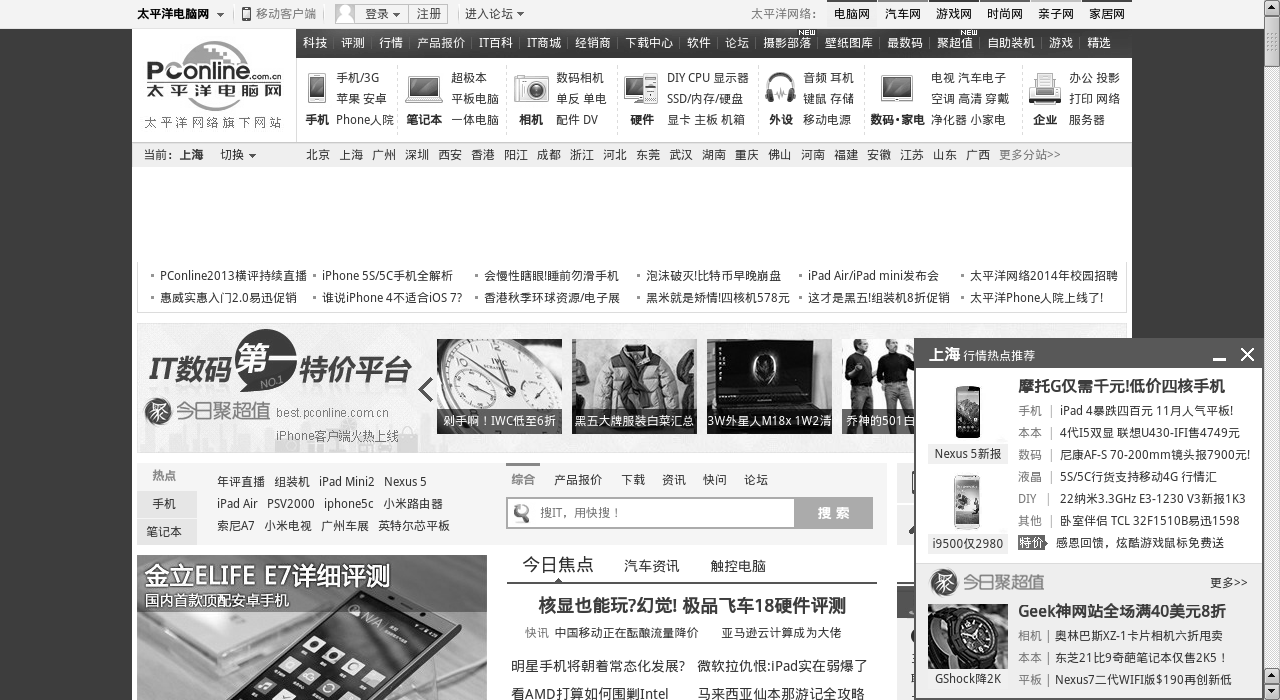 太平洋电脑网 移动客户端 登录 注册 进入论坛 太平洋网络: 电脑网 汽车网 游戏网 时尚网 亲子网 家居网
科技 评测 行情 产品报价 IT百科 IT商城 经销商 下载中心 软件 论坛 摄影部落 NEW 壁纸图库 最数码 聚超值 NEW 自助装机 游戏 精选
PConline.com.cn
太平洋电脑网
太平洋网络旗下网站
手机/3G 超极本 数码相机 DIY CPU 显示器 音频 耳机 电视 汽车电子 办公 投影
苹果 安卓 平板电脑 单反 单电 SSD/内存/硬盘 键鼠 存储 空调 高清 穿戴 打印 网络
手机 Phone人院 笔记本 一体电脑 相机 配件 DV 硬件 显卡 主板 机箱 外设 移动电源 数码·家电 净化器 小家电 企业 服务器
当前: 上海 切换 北京 上海 广州 深圳 西安 香港 阳江 成都 浙江 河北 东莞 武汉 湖南 重庆 佛山 河南 福建 安徽 江苏 山东 广西 更多分站>>
PConline2013横评持续直播 iPhone 5S/5C手机全解析 会慢性瞎眼!睡前勿滑手机 泡沫破灭!比特币早晚崩盘 iPad Air/iPad mini发布会 太平洋网络2014年校园招聘
惠威实惠入门2.0易迅促销 谁说iPhone 4不适合iOS 7? 香港秋季环球资源/电子展 黑米就是矫情!四核机578元 这才是黑五!组装机8折促销 太平洋Phone人院上线了!
IT数码第一特价平台
NO.1
聚 今日聚超值 best.pconline.com.cn
iPhone客户端火热上线
剁手啊！IWC低至6折 黑五大牌服装白菜汇总 3W外星人M18x 1W2清 乔神的501白
热点 年评直播 组装机 iPad Mini2 Nexus 5
手机 iPad Air PSV2000 iphone5c 小米路由器
笔记本 索尼A7 小米电视 广州车展 英特尔芯平板
综合 产品报价 下载 资讯 快问 论坛
搜IT，用快搜！ 搜 索
金立ELIFE E7详细评测
国内首款顶配安卓手机
今日焦点 汽车资讯 触控电脑
核显也能玩?幻觉! 极品飞车18硬件评测
快讯 中国移动正在酝酿流量降价 亚马逊云计算成为大佬
明星手机将朝着常态化发展? 微软拉仇恨:iPad实在弱爆了
看AMD打算如何围剿Intel 马来西亚仙本那游记全攻略
上海 行情热点推荐
摩托G仅需千元!低价四核手机
手机 | iPad 4暴跌四百元 11月人气平板!
本本 | 4代I5双显 联想U430-IFI售4749元
Nexus 5新报
数码 | 尼康AF-S 70-200mm镜头报7900元!
液晶 | 5S/5C行货支持移动4G 行情汇
DIY | 22纳米3.3GHz E3-1230 V3新报1K3
其他 | 卧室伴侣 TCL 32F1510B易迅1598
i9500仅2980
特价 感恩回馈，炫酷游戏鼠标免费送
聚 今日聚超值 更多>>
Geek神网站全场满40美元8折
相机 | 奥林巴斯XZ-1卡片相机六折甩卖
本本 | 东芝21比9奇葩笔记本仅售2K5！
GShock降2K
平板 | Nexus7二代WIFI版$190再创新低